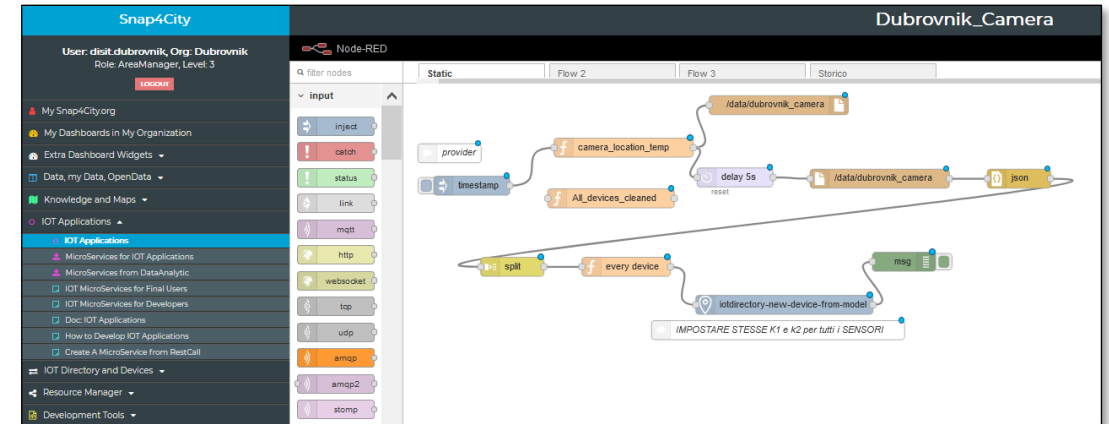 Snap4City
Dubrovnik_Camera
User: disit.dubrovnik, Org: Dubrovnik
Role: AreaManager, Level: 3
LOGOUT
My Snap4City.org
My Dashboards in My Organization
Extra Dashboard Widgets
Data, my Data, OpenData
Knowledge and Maps
IOT Applications
IOT Applications
MicroServices for IOT Applications
MicroServices from DataAnalytic
IOT MicroServices for Final Users
IOT MicroServices for Developers
Doc: IOT Applications
How to Develop IOT Applications
Create A MicroService from RestCall
IOT Directory and Devices
Resource Manager
Development Tools
Node-RED
filter nodes
input
inject
catch
status
link
mqtt
http
websocket
tcp
udp
amqp
amqp2
stomp
Static
Flow 2
Flow 3
Storico
/data/dubrovnik_camera
provider
camera_location_temp
timestamp
All_devices_cleaned
delay 5s
reset
/data/dubrovnik_camera
json
split
every device
msg
iotdirectory-new-device-from-model
IMPOSTARE STESSE K1 e k2 per tutti i SENSORI